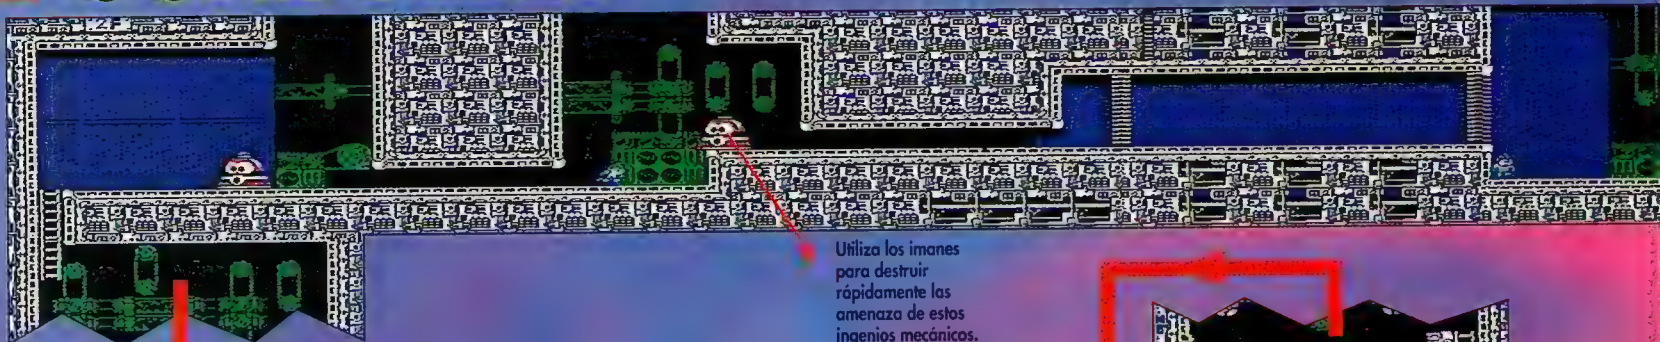 Utiliza los imanes
para destruir
rápidamente las
amenaza de estos
ingenios mecánicos.